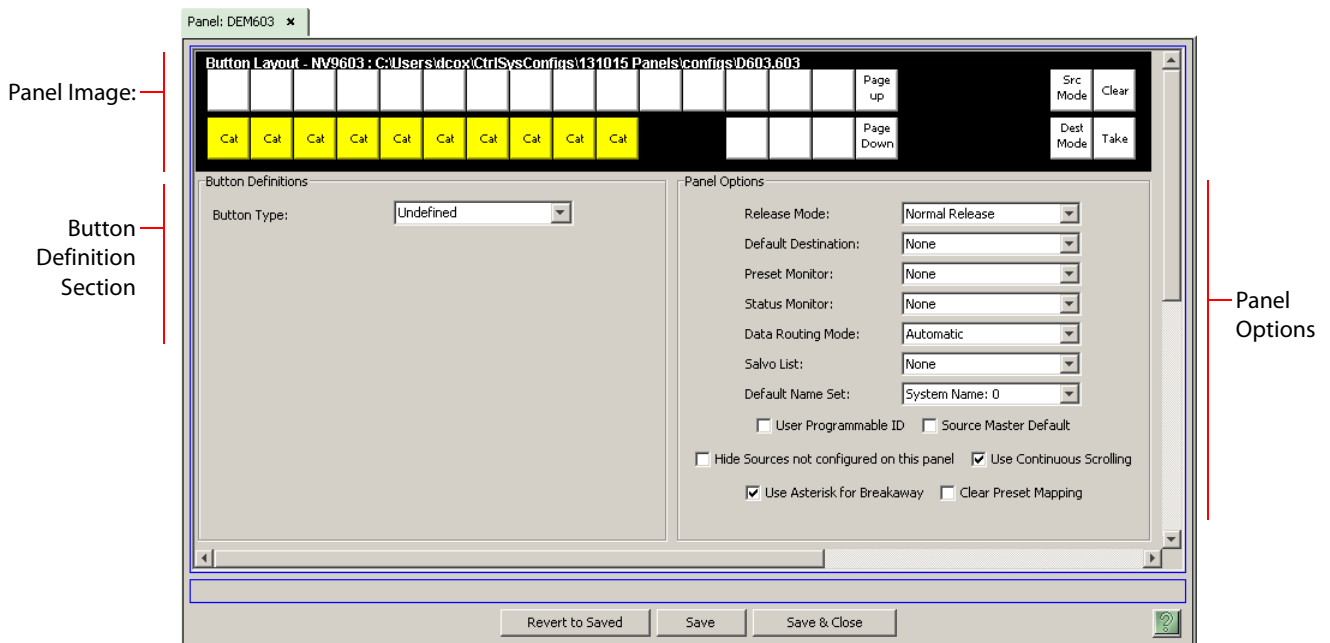 Panel: DEM603 ×
Panel Image:
Button Layout - NV9603 : C:\Users\dcox\CtrlSysConfigs\131015 Panels\configs\D603.603
Page up
Src Mode
Clear
Cat Cat Cat Cat Cat Cat Cat Cat Cat Cat
Page Down
Dest Mode
Take
Button Definition Section
Button Definitions
Button Type: Undefined
Panel Options
Panel Options
Release Mode: Normal Release
Default Destination: None
Preset Monitor: None
Status Monitor: None
Data Routing Mode: Automatic
Salvo List: None
Default Name Set: System Name: 0
User Programmable ID Source Master Default
Hide Sources not configured on this panel Use Continuous Scrolling
Use Asterisk for Breakaway Clear Preset Mapping
Revert to Saved Save Save & Close ?